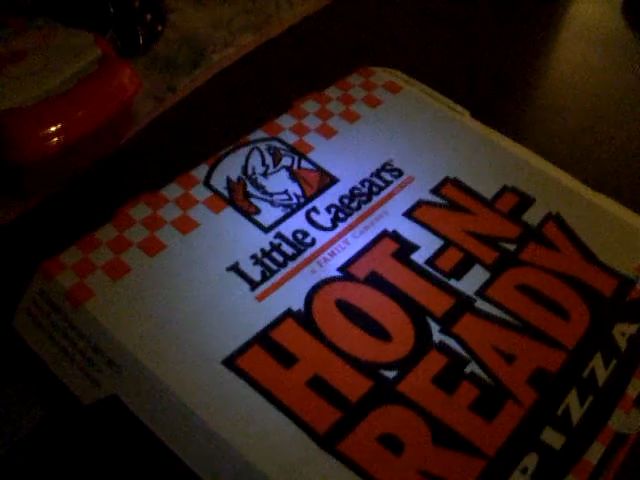 Little Caesars
A FAMILY Company
HOT-N-
READY
PIZZA